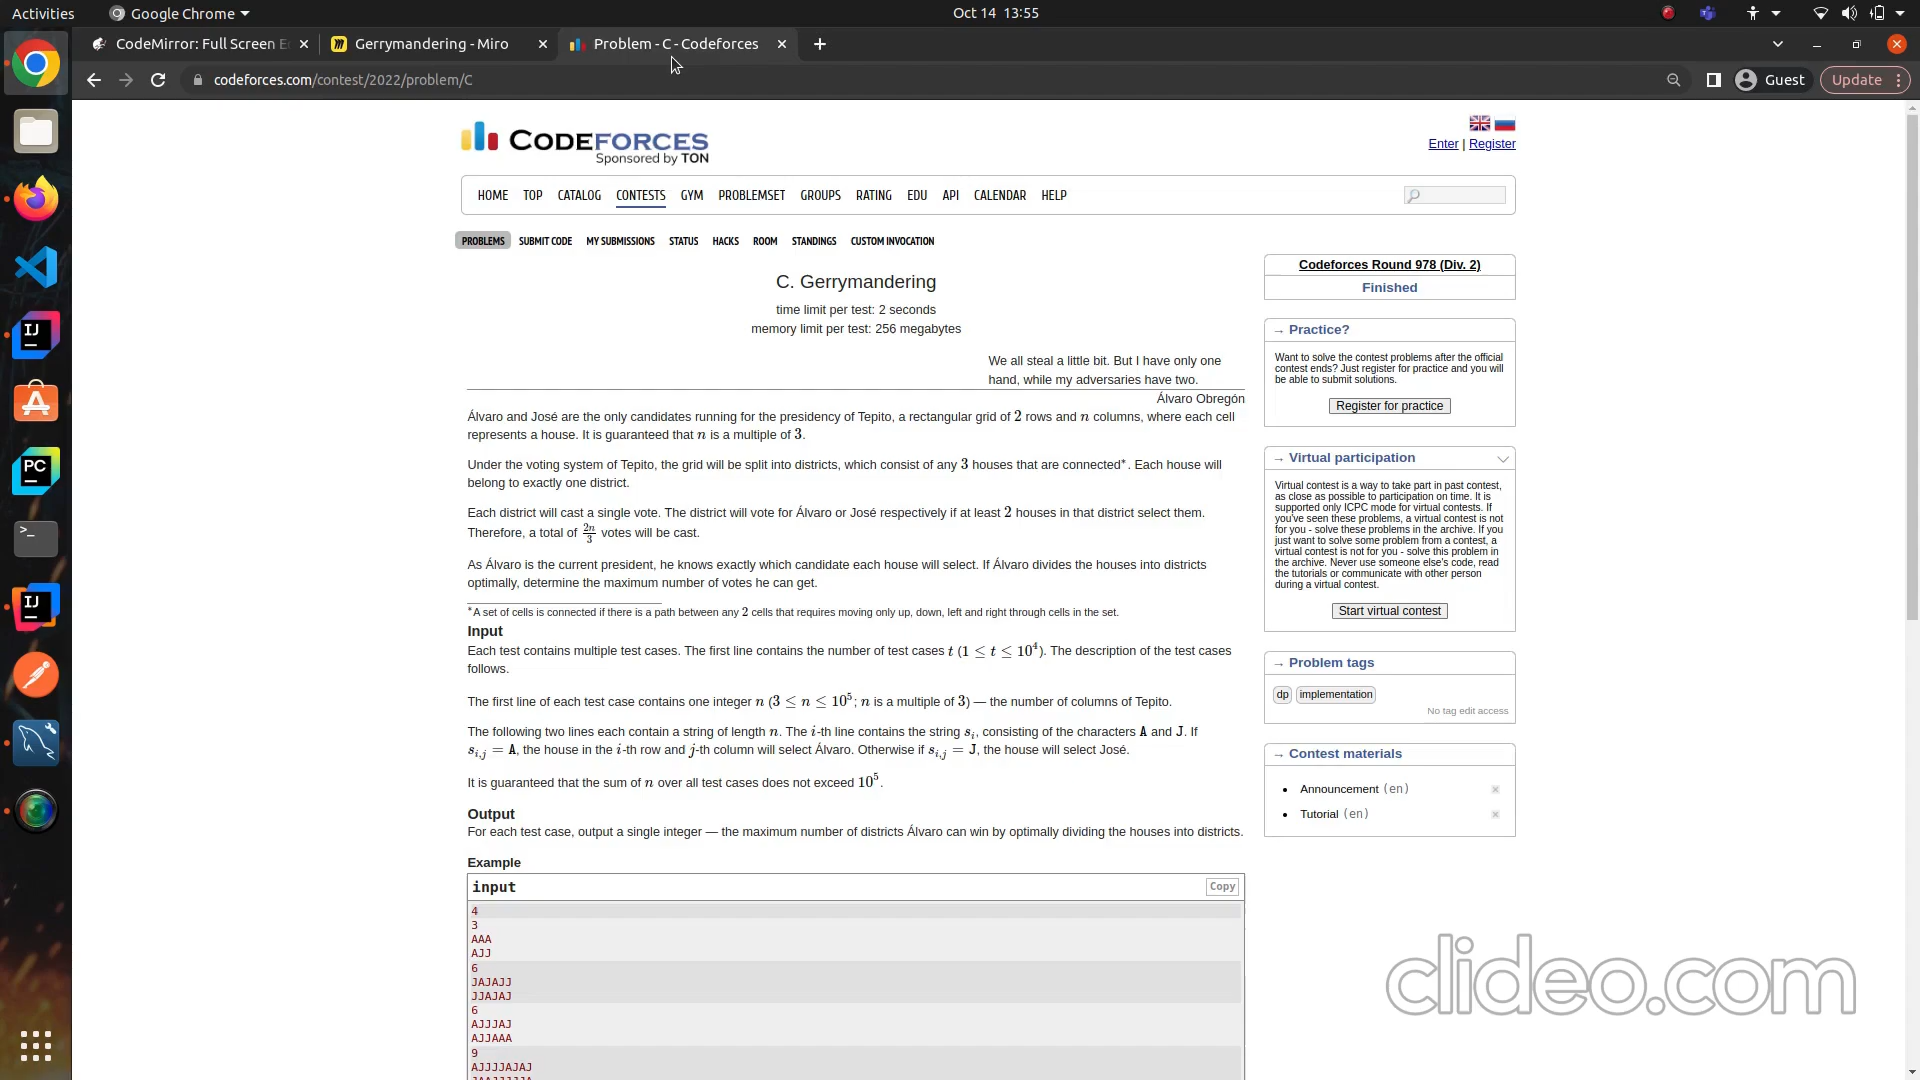 Activities Google Chrome Oct 14 13:55
CodeMirror: Full Screen E Gerrymandering - Miro Problem - C - Codeforces
codeforces.com/contest/2022/problem/C Guest Update
CODEFORCES
Sponsored by TON
Enter | Register
HOME TOP CATALOG CONTESTS GYM PROBLEMSET GROUPS RATING EDU API CALENDAR HELP
PROBLEMS SUBMIT CODE MY SUBMISSIONS STATUS HACKS ROOM STANDINGS CUSTOM INVOCATION
C. Gerrymandering
time limit per test: 2 seconds
memory limit per test: 256 megabytes
We all steal a little bit. But I have only one
hand, while my adversaries have two.
Álvaro Obregón
Álvaro and José are the only candidates running for the presidency of Tepito, a rectangular grid of 2 rows and n columns, where each cell
represents a house. It is guaranteed that n is a multiple of 3.
Under the voting system of Tepito, the grid will be split into districts, which consist of any 3 houses that are connected*. Each house will
belong to exactly one district.
Each district will cast a single vote. The district will vote for Álvaro or José respectively if at least 2 houses in that district select them.
Therefore, a total of 2n/3 votes will be cast.
As Álvaro is the current president, he knows exactly which candidate each house will select. If Álvaro divides the houses into districts
optimally, determine the maximum number of votes he can get.
*A set of cells is connected if there is a path between any 2 cells that requires moving only up, down, left and right through cells in the set.
Input
Each test contains multiple test cases. The first line contains the number of test cases t (1 ≤ t ≤ 10⁴). The description of the test cases
follows.
The first line of each test case contains one integer n (3 ≤ n ≤ 10⁵; n is a multiple of 3) — the number of columns of Tepito.
The following two lines each contain a string of length n. The i-th line contains the string sᵢ, consisting of the characters A and J. If
sᵢ,ⱼ = A, the house in the i-th row and j-th column will select Álvaro. Otherwise if sᵢ,ⱼ = J, the house will select José.
It is guaranteed that the sum of n over all test cases does not exceed 10⁵.
Output
For each test case, output a single integer — the maximum number of districts Álvaro can win by optimally dividing the houses into districts.
Example
input Copy
4
3
AAA
AJJ
6
JAJAJJ
JJAJAJ
6
AJJJAJ
AJJAAA
9
AJJJJAJAJ
Codeforces Round 978 (Div. 2)
Finished
→ Practice?
Want to solve the contest problems after the official
contest ends? Just register for practice and you will
be able to submit solutions.
Register for practice
→ Virtual participation
Virtual contest is a way to take part in past contest,
as close as possible to participation on time. It is
supported only ICPC mode for virtual contests. If
you've seen these problems, a virtual contest is not
for you - solve these problems in the archive. If you
just want to solve some problem from a contest, a
virtual contest is not for you - solve this problem in
the archive. Never use someone else's code, read
the tutorials or communicate with other person
during a virtual contest.
Start virtual contest
→ Problem tags
dp implementation
No tag edit access
→ Contest materials
Announcement (en)
Tutorial (en)
clideo.com
IJ
PC
IJ